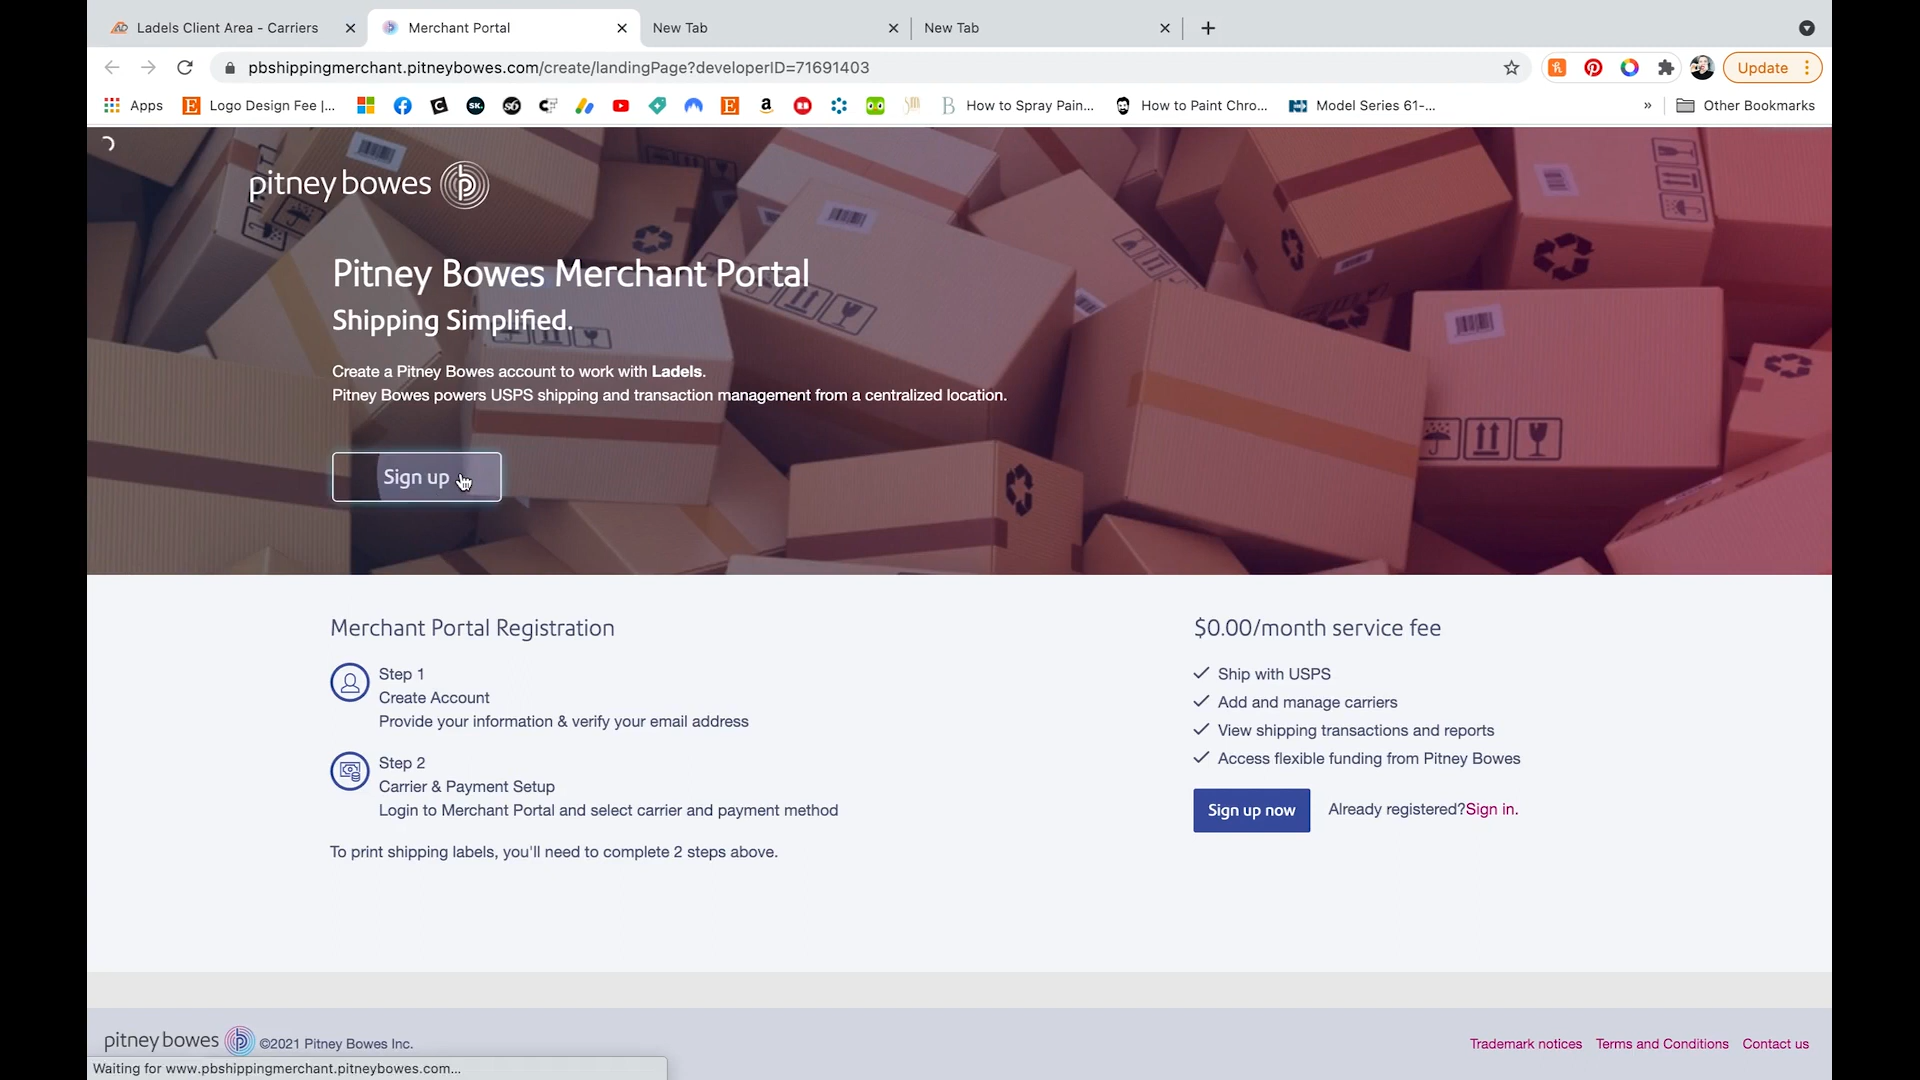 Ladels Client Area - Carriers
Merchant Portal
New Tab
New Tab
pbshippingmerchant.pitneybowes.com/create/landingPage?developerID=71691403
Update
Apps
Logo Design Fee |...
How to Spray Pain...
How to Paint Chro...
Model Series 61-...
»
Other Bookmarks
pitney bowes
Pitney Bowes Merchant Portal
Shipping Simplified.
Create a Pitney Bowes account to work with Ladels.
Pitney Bowes powers USPS shipping and transaction management from a centralized location.
Sign up
Merchant Portal Registration
Step 1
Create Account
Provide your information & verify your email address
Step 2
Carrier & Payment Setup
Login to Merchant Portal and select carrier and payment method
To print shipping labels, you'll need to complete 2 steps above.
$0.00/month service fee
Ship with USPS
Add and manage carriers
View shipping transactions and reports
Access flexible funding from Pitney Bowes
Sign up now
Already registered?Sign in.
pitney bowes ©2021 Pitney Bowes Inc.
Trademark notices Terms and Conditions Contact us
Waiting for www.pbshippingmerchant.pitneybowes.com...